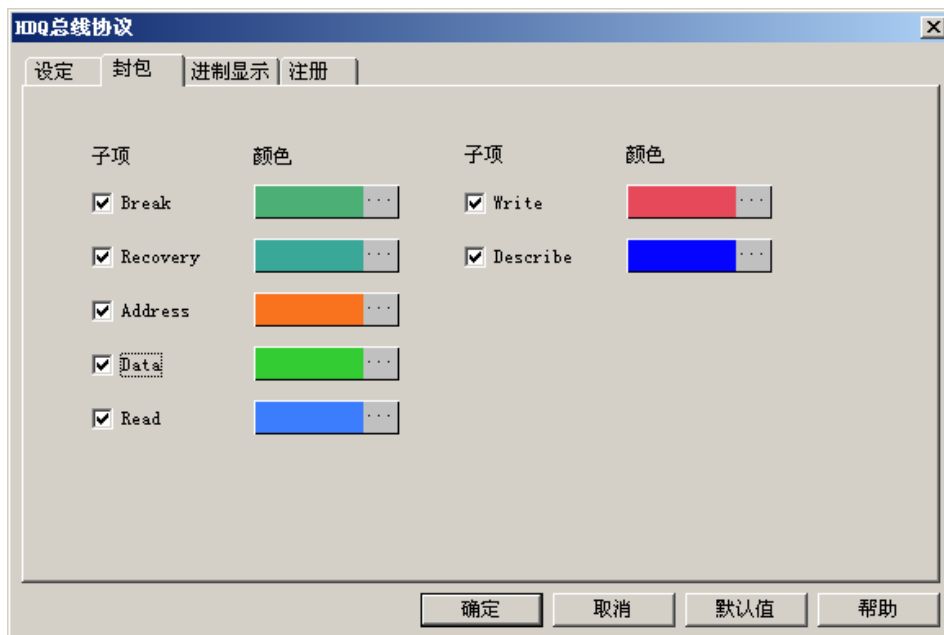 HDQ总线协议
设定 封包 进制显示 注册
子项 颜色 子项 颜色
Break ... Write ...
Recovery ... Describe ...
Address ...
Data ...
Read ...
确定 取消 默认值 帮助